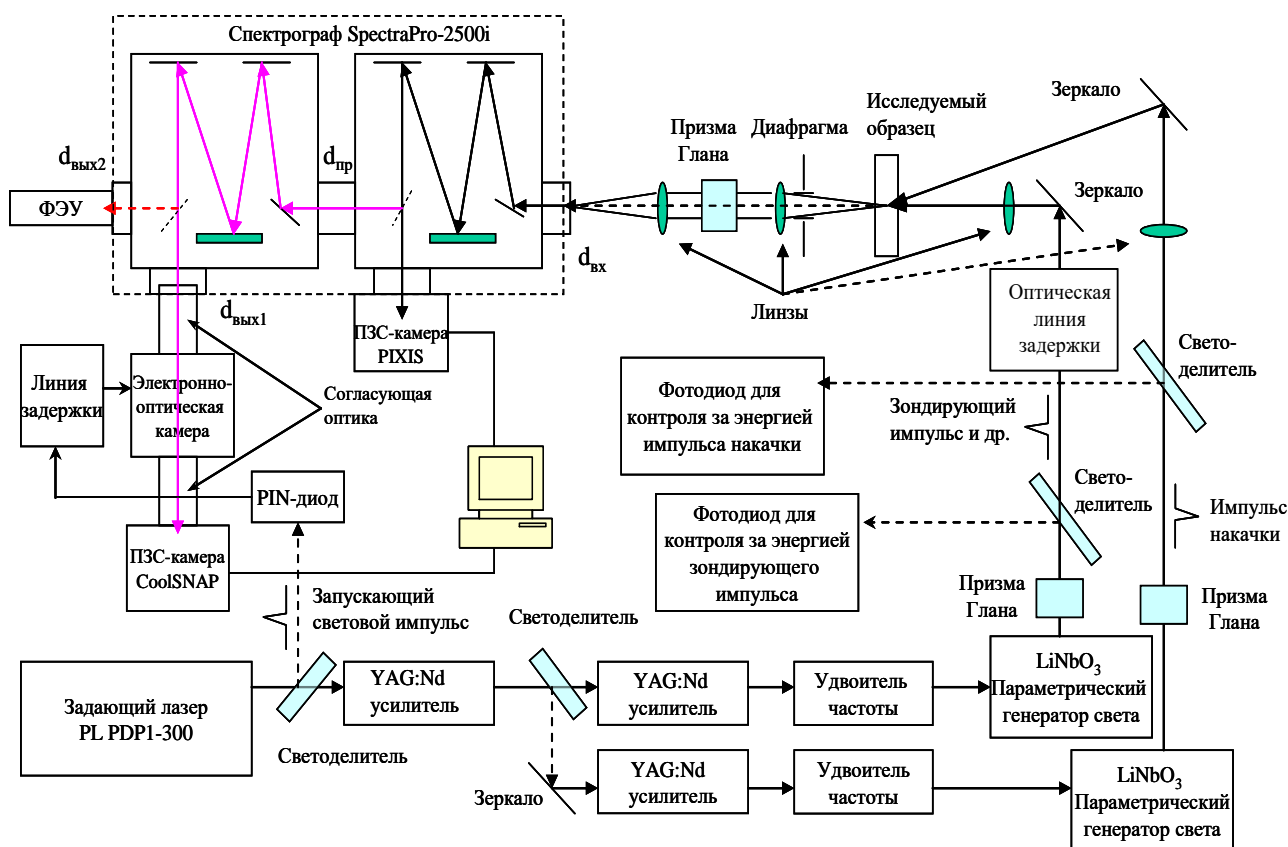 Спектрограф SpectraPro-2500i
dвых2
dпр
ФЭУ
dвх
dвых1
ПЗС-камера
PIXIS
Призма
Глана
Диафрагма
Исследуемый
образец
Зеркало
Зеркало
Линзы
Оптическая
линия
задержки
Свето-
делитель
Линия
задержки
Электронно-
оптическая
камера
Согласующая
оптика
Фотодиод для
контроля за энергией
импульса накачки
Зондирующий
импульс и др.
PIN-диод
Фотодиод для
контроля за энергией
зондирующего
импульса
Свето-
делитель
Импульс
накачки
ПЗС-камера
CoolSNAP
Запускающий
световой импульс
Светоделитель
Призма
Глана
Призма
Глана
Задающий лазер
PL PDP1-300
Светоделитель
YAG:Nd
усилитель
YAG:Nd
усилитель
Удвоитель
частоты
LiNbO3
Параметрический
генератор света
Зеркало
YAG:Nd
усилитель
Удвоитель
частоты
LiNbO3
Параметрический
генератор света